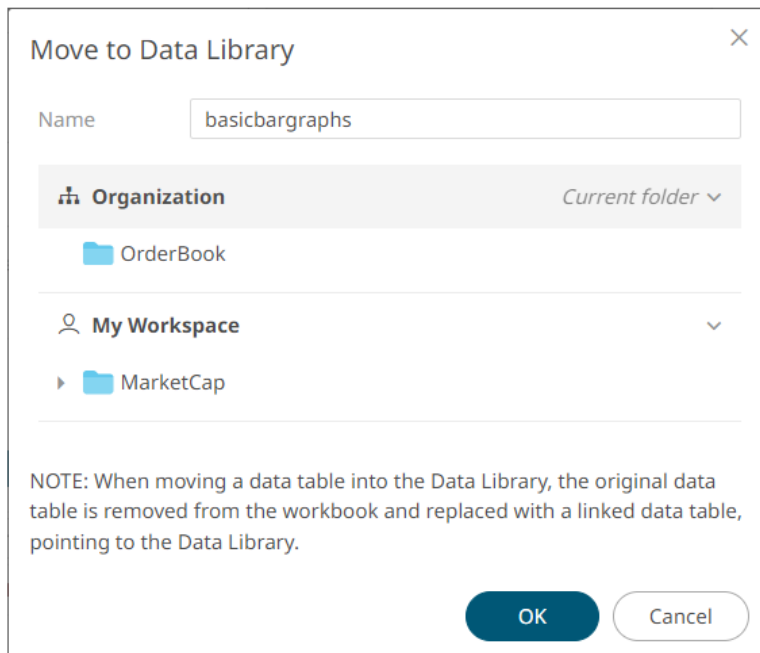 Move to Data Library
Name
basicbargraphs
Organization
Current folder
OrderBook
My Workspace
MarketCap
NOTE: When moving a data table into the Data Library, the original data
table is removed from the workbook and replaced with a linked data table,
pointing to the Data Library.
OK
Cancel